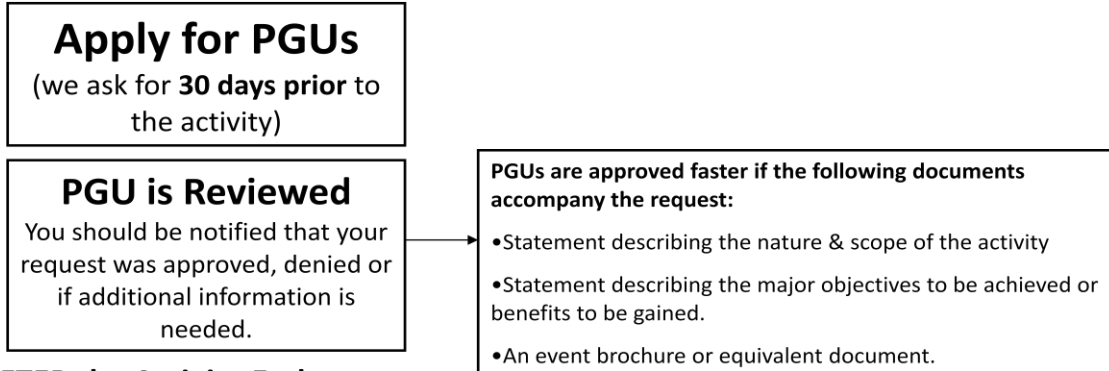 Apply for PGUs
(we ask for 30 days prior to
the activity)
PGU is Reviewed
You should be notified that your
request was approved, denied or
if additional information is
needed.
PGUs are approved faster if the following documents
accompany the request:
•Statement describing the nature & scope of the activity
•Statement describing the major objectives to be achieved or
benefits to be gained.
•An event brochure or equivalent document.